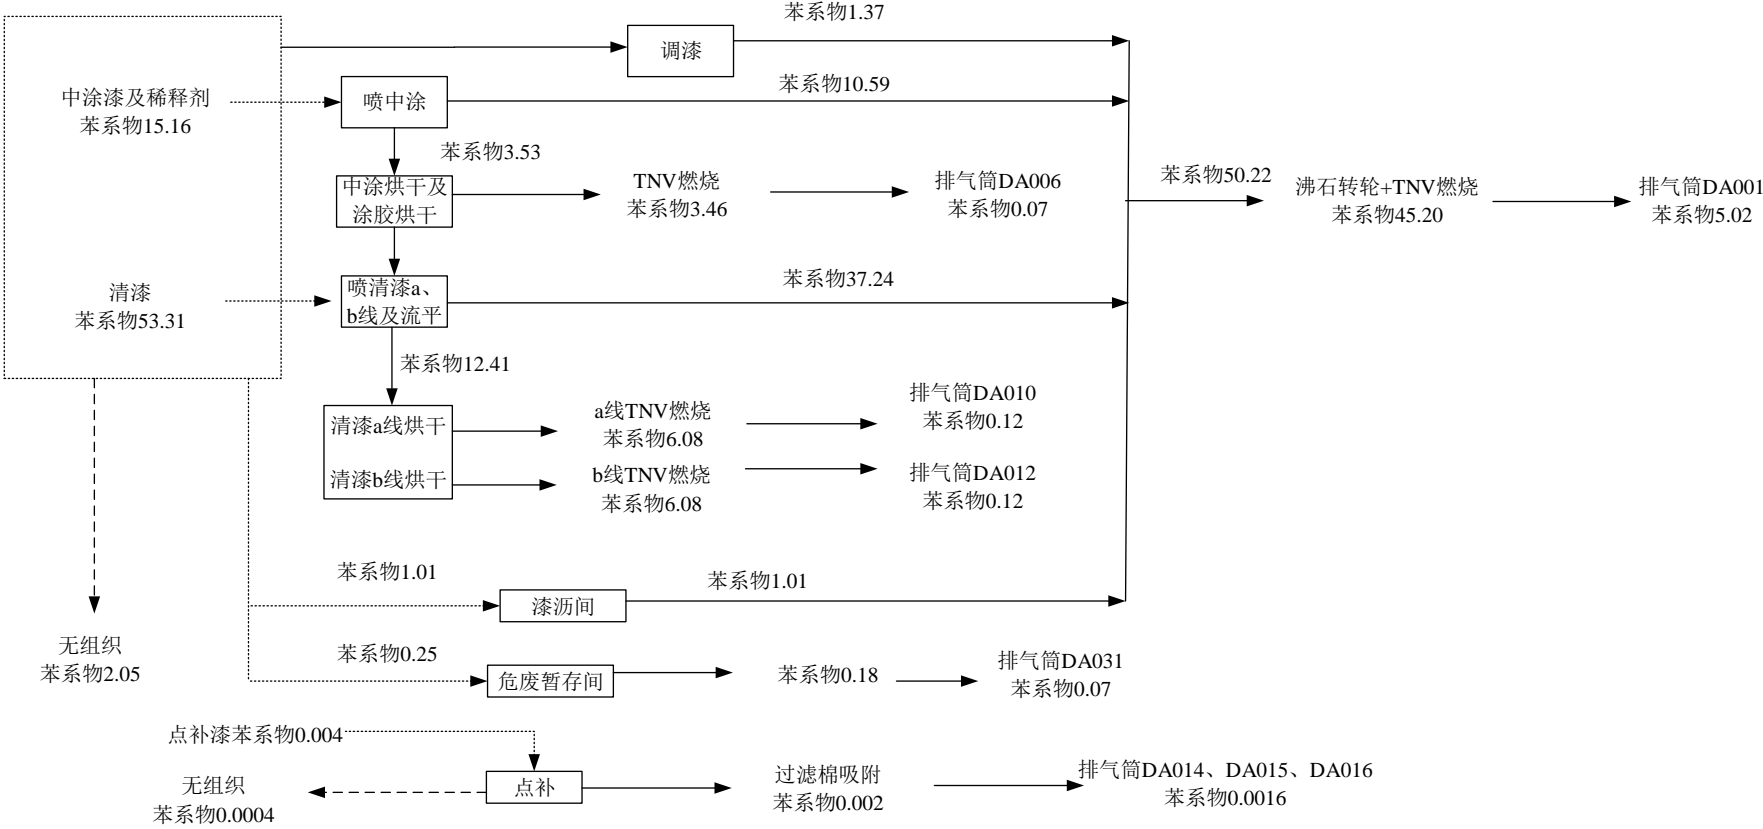 苯系物1.37
调漆
中涂漆及稀释剂
苯系物15.16
喷中涂
苯系物10.59
苯系物3.53
中涂烘干及
涂胶烘干
TNV燃烧
苯系物3.46
排气筒DA006
苯系物0.07
苯系物50.22
沸石转轮+TNV燃烧
苯系物45.20
排气筒DA001
苯系物5.02
清漆
苯系物53.31
喷清漆a、
b线及流平
苯系物37.24
苯系物12.41
清漆a线烘干
a线TNV燃烧
苯系物6.08
排气筒DA010
苯系物0.12
清漆b线烘干
b线TNV燃烧
苯系物6.08
排气筒DA012
苯系物0.12
苯系物1.01
漆沥间
苯系物1.01
无组织
苯系物2.05
苯系物0.25
危废暂存间
苯系物0.18
排气筒DA031
苯系物0.07
点补漆苯系物0.004
无组织
苯系物0.0004
点补
过滤棉吸附
苯系物0.002
排气筒DA014、DA015、DA016
苯系物0.0016